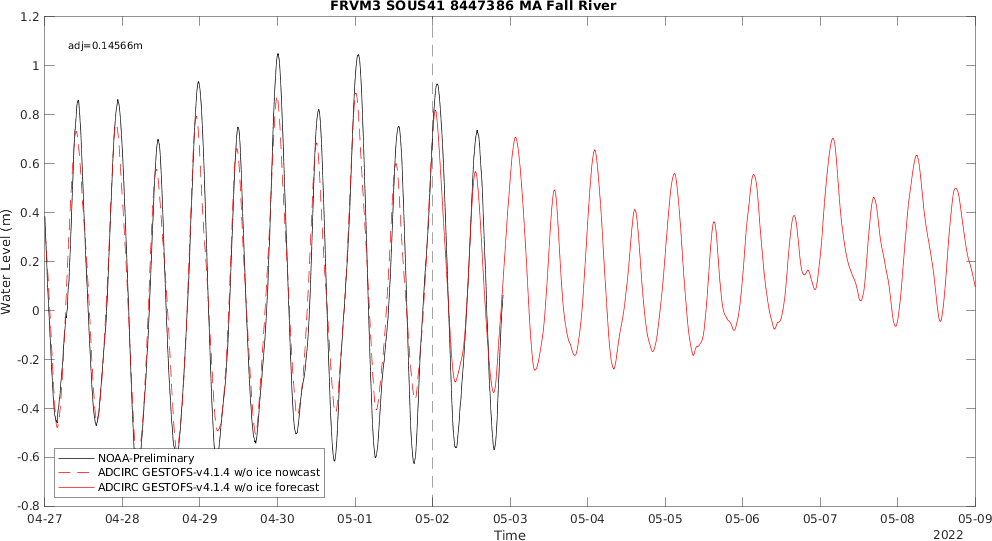 FRVM3 SOUS41 8447386 MA Fall River
adj=0.14566m
Water Level (m)
1.2
1
0.8
0.6
0.4
0.2
0
-0.2
-0.4
-0.6
-0.8
NOAA-Preliminary
ADCIRC GESTOFS-v4.1.4 w/o ice nowcast
ADCIRC GESTOFS-v4.1.4 w/o ice forecast
04-27 04-28 04-29 04-30 05-01 05-02 05-03 05-04 05-05 05-06 05-07 05-08 05-09
Time
2022